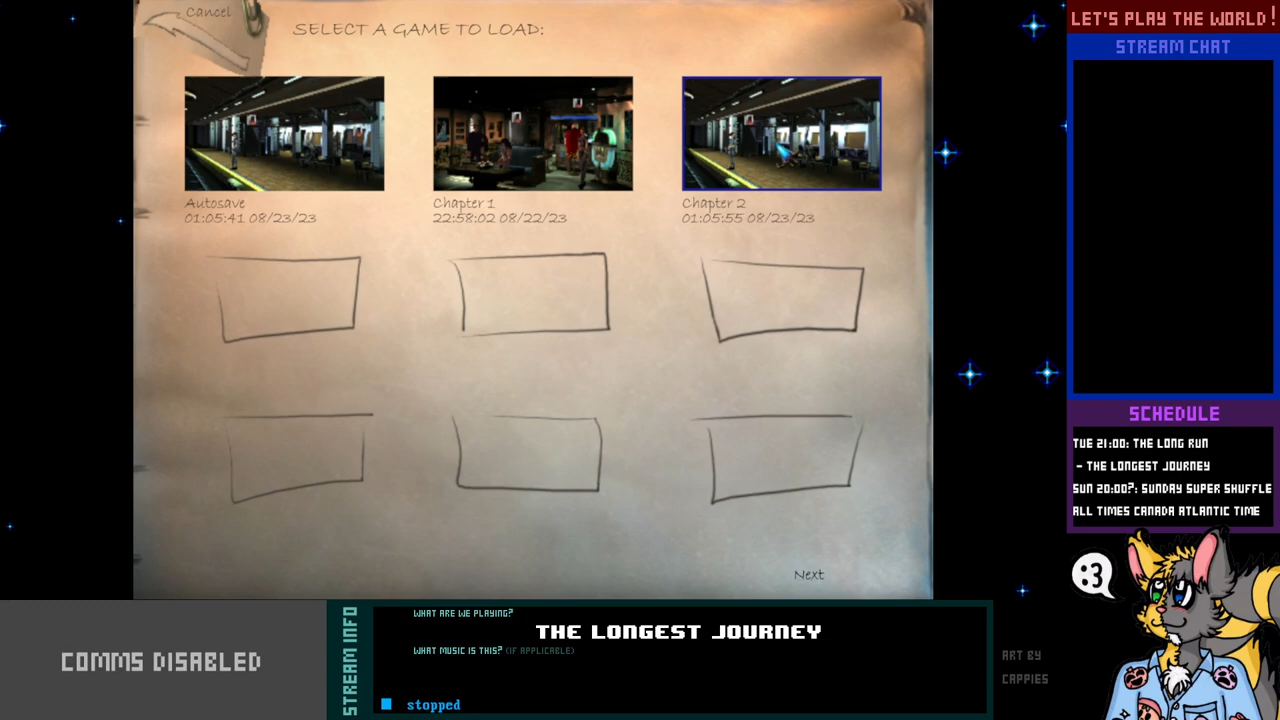 Cancel
SELECT A GAME TO LOAD:
Autosave
01:05:41 08/23/23
Chapter 1
22:58:02 08/22/23
Chapter 2
01:05:55 08/23/23
Next
LET'S PLAY THE WORLD!
STREAM CHAT
SCHEDULE
TUE 21:00: THE LONG RUN
- THE LONGEST JOURNEY
SUN 20:00?: SUNDAY SUPER SHUFFLE
ALL TIMES CANADA ATLANTIC TIME
:3
COMMS DISABLED
STREAM INFO
WHAT ARE WE PLAYING?
THE LONGEST JOURNEY
WHAT MUSIC IS THIS? (IF APPLICABLE)
stopped
ART BY
CAPPIES